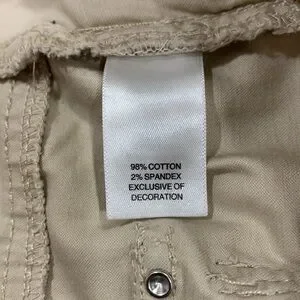 98% COTTON
2% SPANDEX
EXCLUSIVE OF
DECORATION